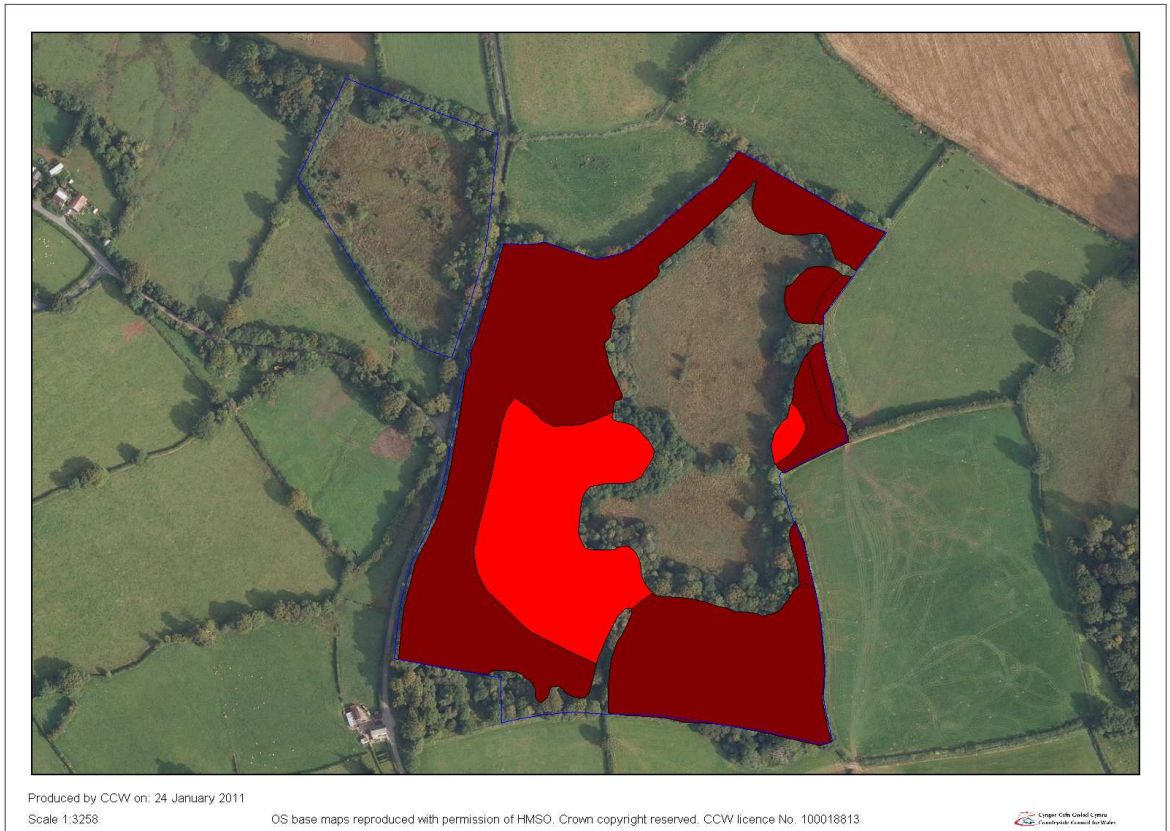 Produced by CCW on: 24 January 2011
Scale 1:3258
OS base maps reproduced with permission of HMSO. Crown copyright reserved. CCW licence No. 100018813
Cyngor Cefn Gwlad Cymru
Countryside Council for Wales